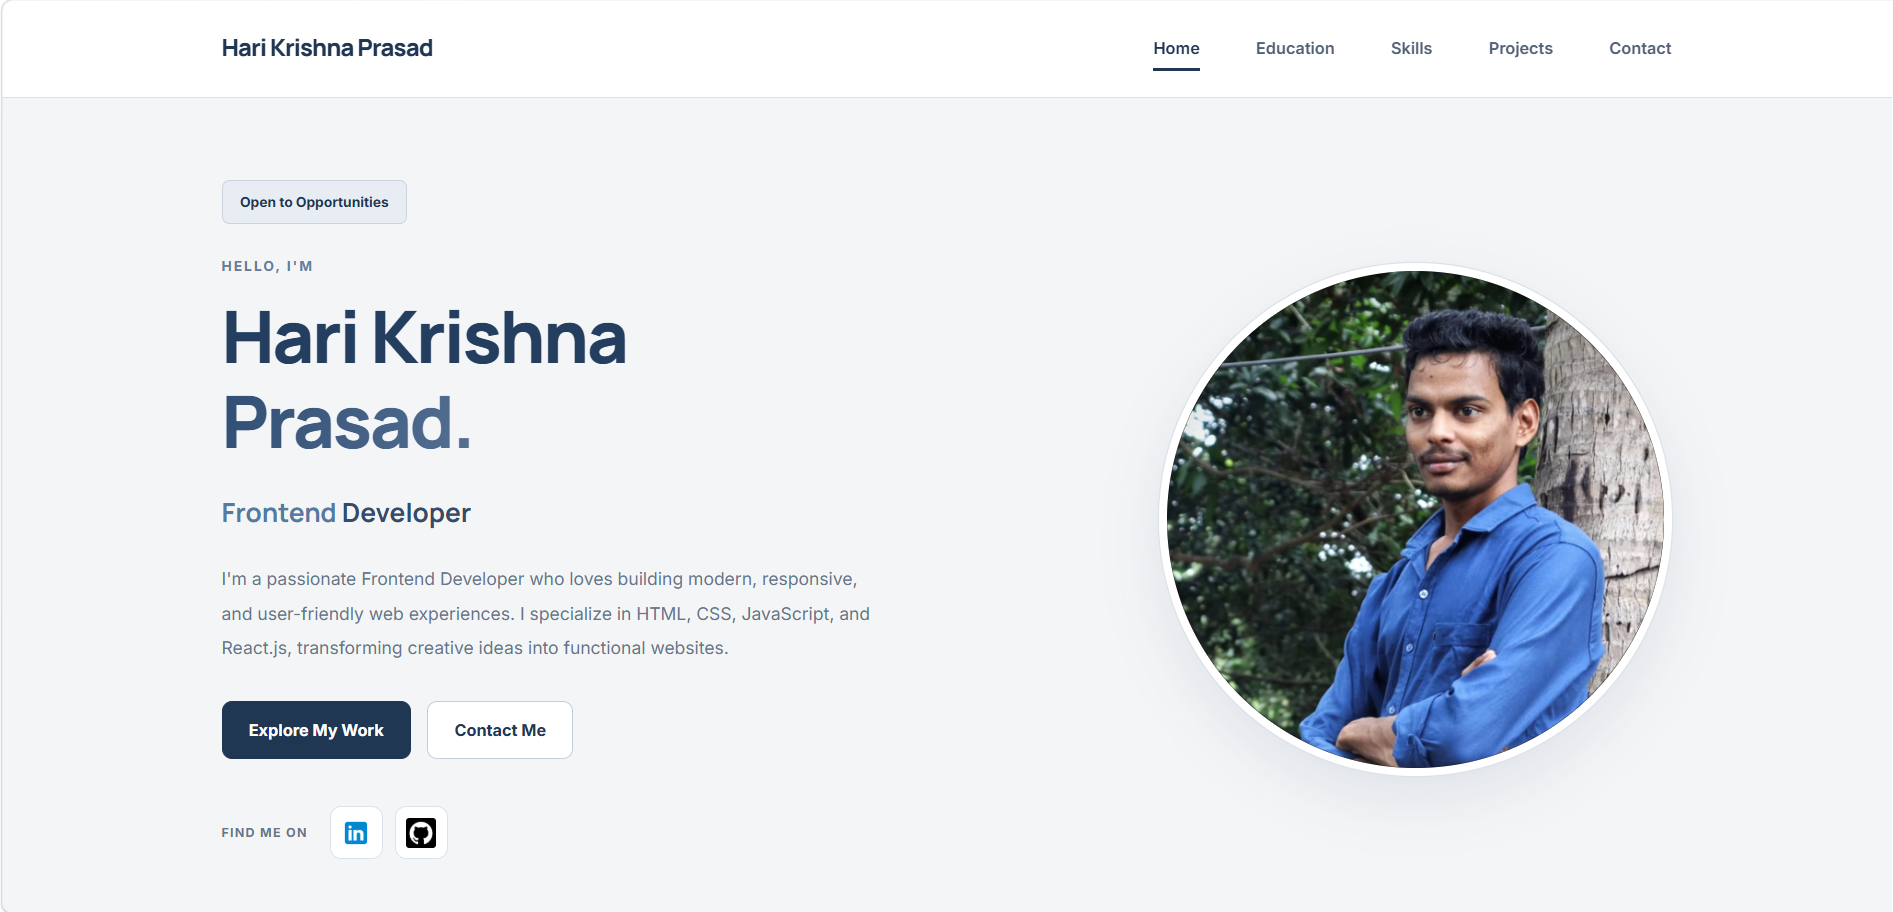 Hari Krishna Prasad
Home Education Skills Projects Contact
Open to Opportunities
HELLO, I'M
Hari Krishna
Prasad.
Frontend Developer
I'm a passionate Frontend Developer who loves building modern, responsive,
and user-friendly web experiences. I specialize in HTML, CSS, JavaScript, and
React.js, transforming creative ideas into functional websites.
Explore My Work
Contact Me
FIND ME ON
in